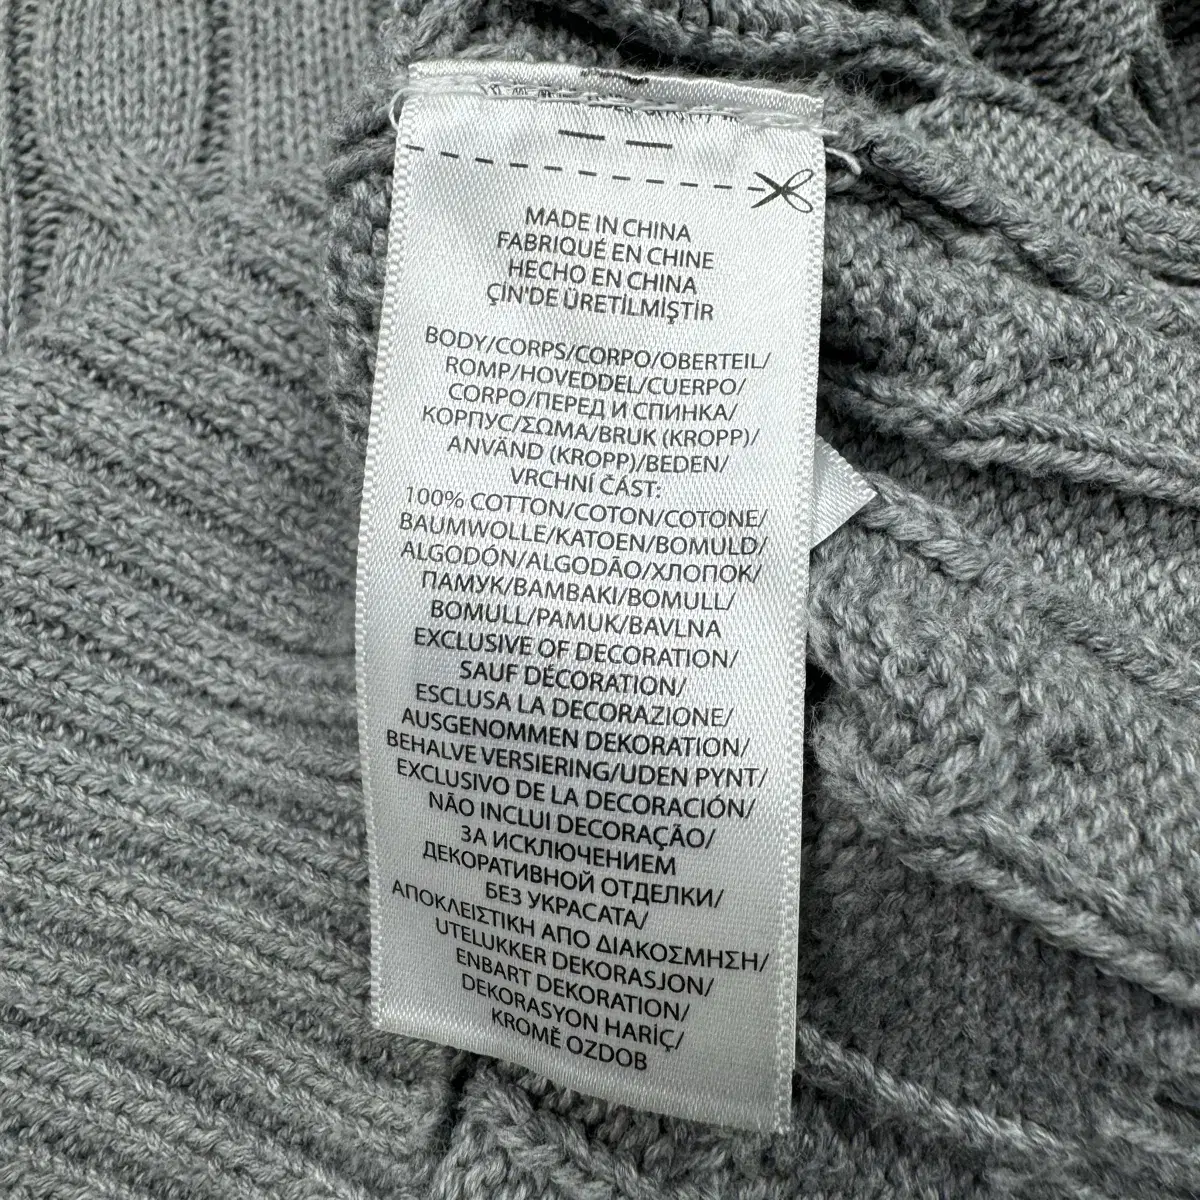 MADE IN CHINA
FABRIQUÉ EN CHINE
HECHO EN CHINA
ÇIN'DE ÜRETİLMİŞTİR
BODY/CORPS/CORPO/OBERTEIL/
ROMP/HOVEDDEL/CUERPO/
CORPO/ПЕРЕД И СПИНКА/
КОРПУС/ΣΩΜΑ/BRUK (KROPP)/
ANVÄND (KROPP)/BEDEN/
VRCHNÍ ČÁST:
100% COTTON/COTON/COTONE/
BAUMWOLLE/KATOEN/BOMULD/
ALGODÓN/ALGODÃO/ХЛОПОК/
ПАМУК/ΒΑΜΒΑΚΙ/BOMULL/
BOMULL/PAMUK/BAVLNA
EXCLUSIVE OF DECORATION/
SAUF DÉCORATION/
ESCLUSA LA DECORAZIONE/
AUSGENOMMEN DEKORATION/
BEHALVE VERSIERING/UDEN PYNT/
EXCLUSIVO DE LA DECORACIÓN/
NÃO INCLUI DECORAÇÃO/
ЗА ИСКЛЮЧЕНИЕМ
ДЕКОРАТИВНОЙ ОТДЕЛКИ/
БЕЗ УКРАСАТА/
ΑΠΟΚΛΕΙΣΤΙΚΗ ΑΠΟ ΔΙΑΚΟΣΜΗΣΗ/
UTELUKKER DEKORASJON/
ENBART DEKORATION/
DEKORASYON HARİÇ/
KROMĚ OZDOB